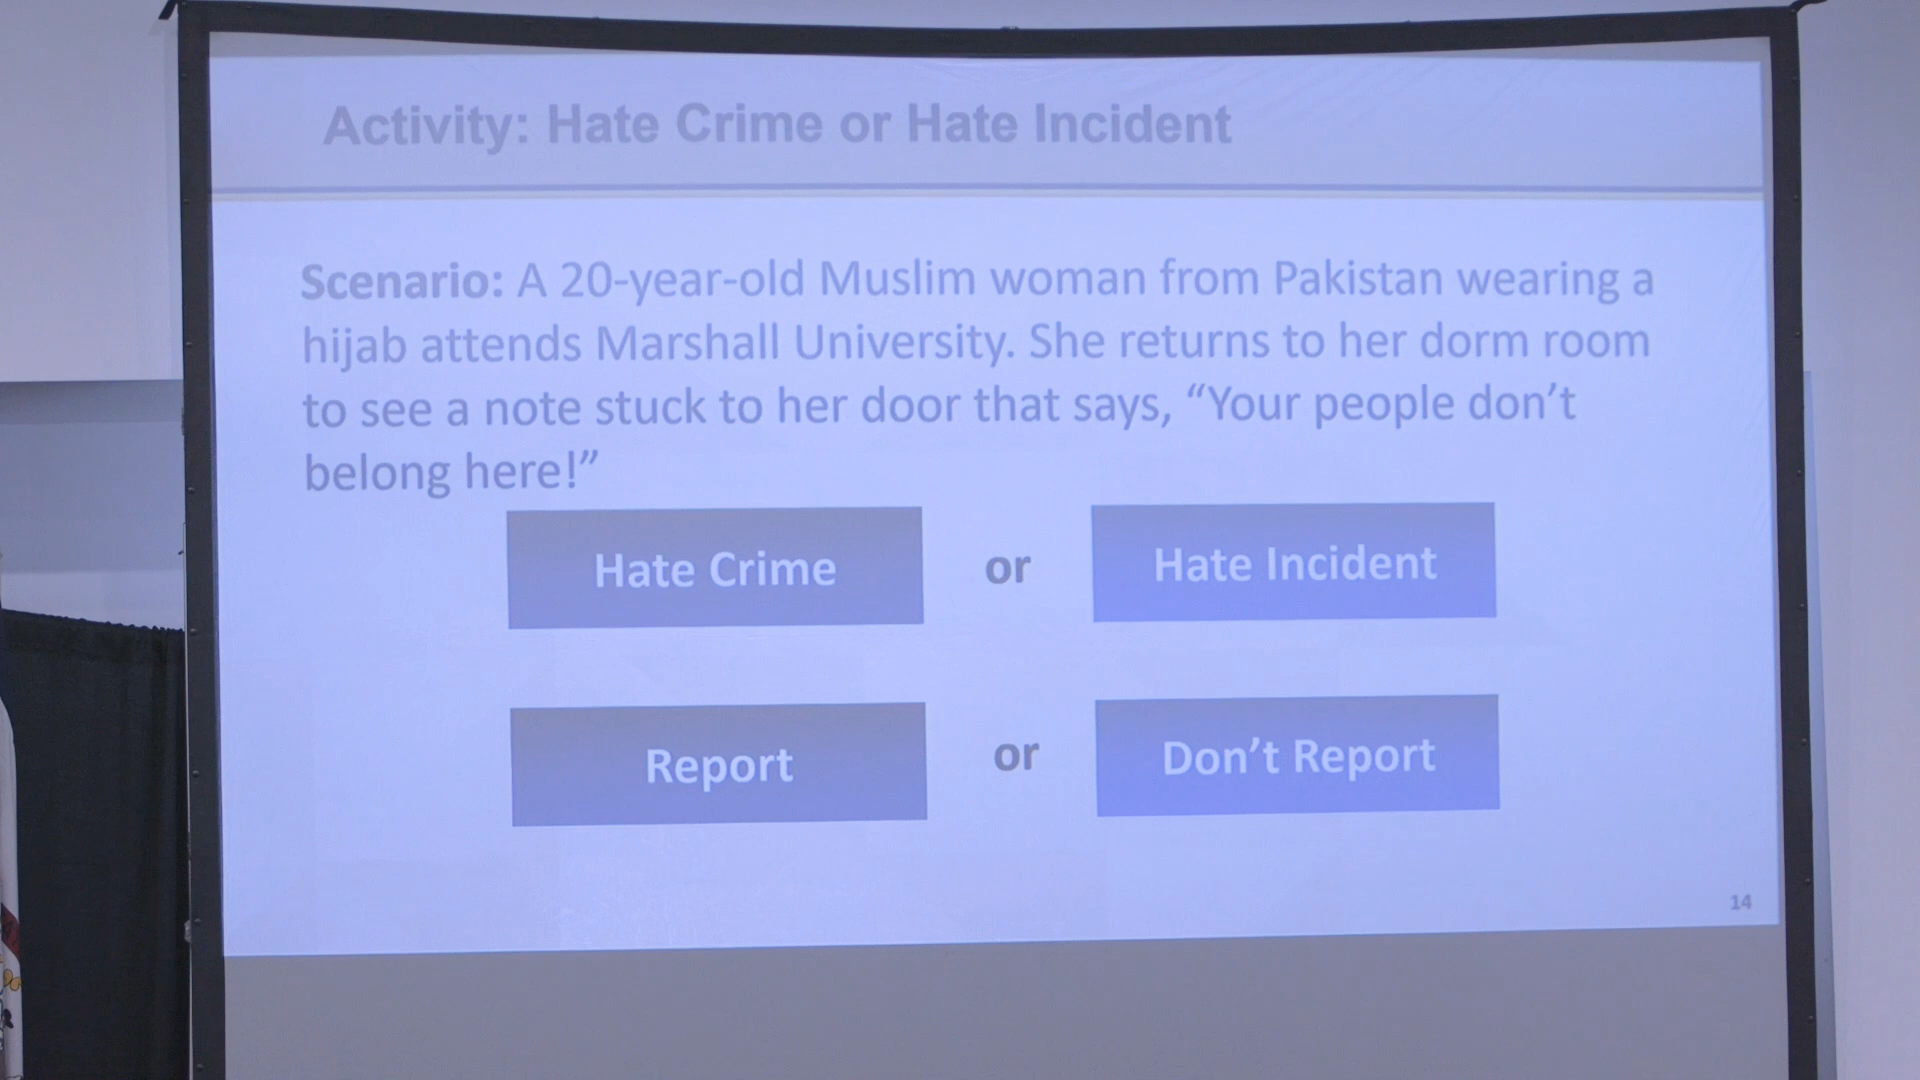 Activity: Hate Crime or Hate Incident
Scenario: A 20-year-old Muslim woman from Pakistan wearing a
hijab attends Marshall University. She returns to her dorm room
to see a note stuck to her door that says, “Your people don’t
belong here!”
Hate Crime or Hate Incident
Report or Don’t Report
14